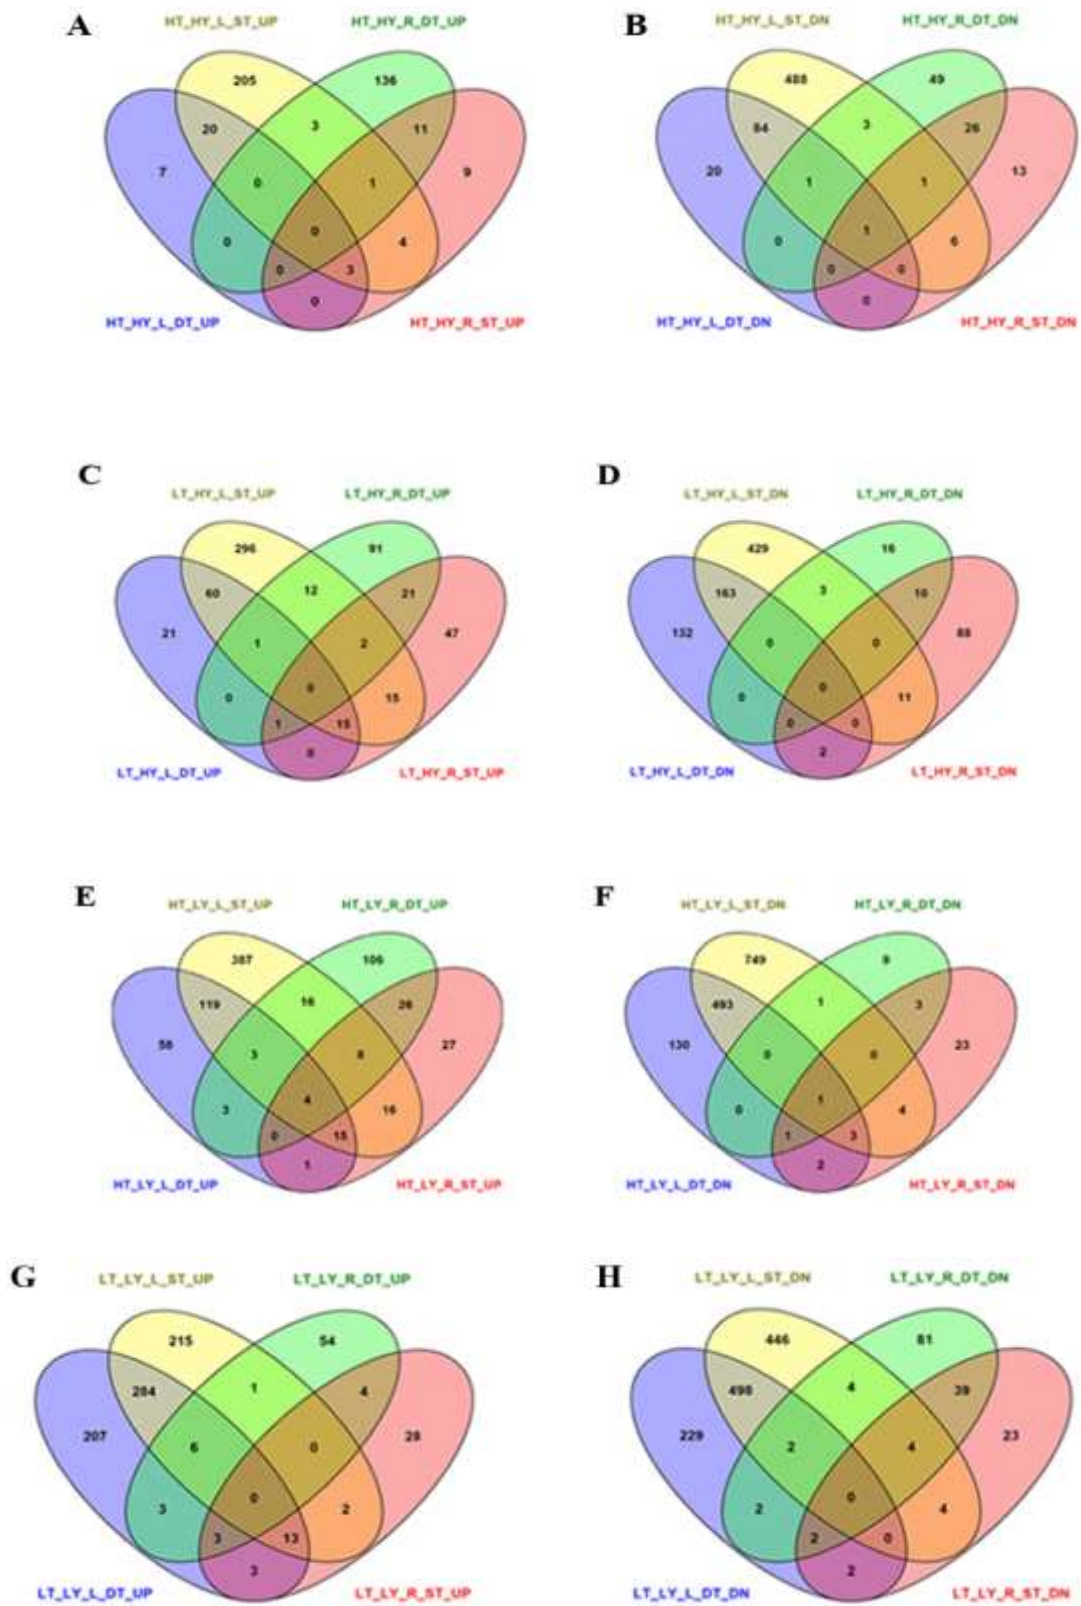 A HT_HY_L_ST_UP HT_HY_R_DT_UP
205 136
20 3 11
7 0 1 9
0 0 4
0 3
0
HT_HY_L_DT_UP HT_HY_R_ST_UP
B HT_HY_L_ST_DN HT_HY_R_DT_DN
488 49
84 3 26
20 1 1 13
0 1 6
0 0
0
HT_HY_L_DT_DN HT_HY_R_ST_DN
C LT_HY_L_ST_UP LT_HY_R_DT_UP
296 91
60 12 21
21 1 2 47
0 0 15
1 15
LT_HY_L_DT_UP LT_HY_R_ST_UP
D LT_HY_L_ST_DN LT_HY_R_DT_DN
429 16
163 3 10
132 0 0 88
0 0 11
0 0
2
LT_HY_L_DT_DN LT_HY_R_ST_DN
E HT_LY_L_ST_UP HT_LY_R_DT_UP
387 106
119 16
3 27
3 4 16
0 15
1
HT_LY_L_DT_UP HT_LY_R_ST_UP
F HT_LY_L_ST_DN HT_LY_R_DT_DN
749 9
493 1 3
130 0 0 23
0 1 4
1 3
2
HT_LY_L_DT_DN HT_LY_R_ST_DN
G LT_LY_L_ST_UP LT_LY_R_DT_UP
215 54
284 1 4
207 6 0 28
3 0 2
3 13
3
LT_LY_L_DT_UP LT_LY_R_ST_UP
H LT_LY_L_ST_DN LT_LY_R_DT_DN
446 81
498 4 39
229 2 4 23
2 0 4
2 0
2
LT_LY_L_DT_DN LT_LY_R_ST_DN